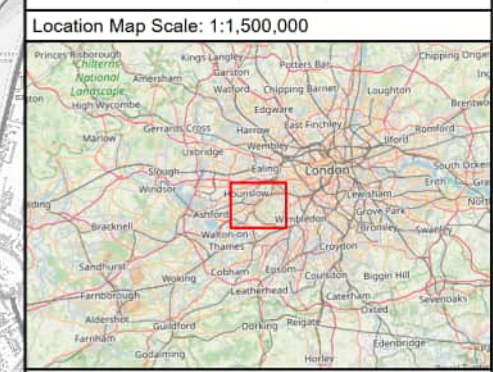 Location Map Scale: 1:1,500,000
Princes Risborough
Kings Langley
Potters Bar
Chipping Ongar
Chilterns
National
Landscape
Garston
Amersham
Watford
Chipping Barnet
Loughton
High Wycombe
Edgware
Gerrards Cross
Harrow
East Finchley
Romford
Marlow
Wembley
Ilford
Uxbridge
Slough
Ealing
London
South Ocken
Windsor
Hounslow
Lewisham
Erith
Gra
Ashford
Wimbledon
Grove Park
Bracknell
Bromley
Swanley
Walton-on-
Thames
Croydon
Sandhurst
Cobham
Epsom
Coulsdon
Biggin Hill
Woking
Farnborough
Leatherhead
Caterham
Sevenoaks
Oxted
Aldershot
Guildford
Dorking
Reigate
Farnham
Edenbridge
Godalming
Horley